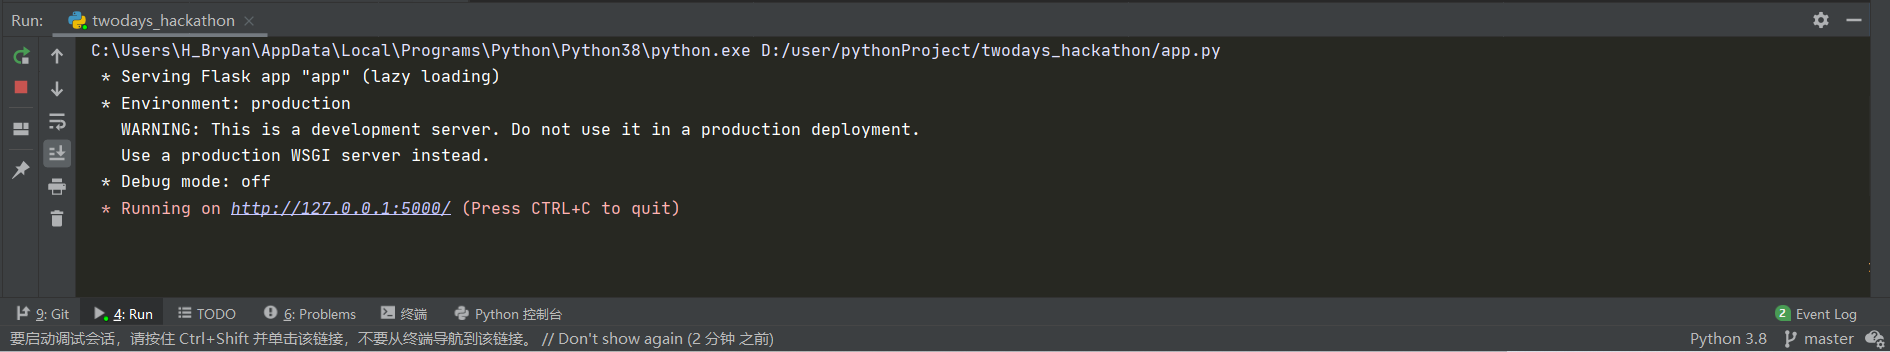 Run: twodays_hackathon
C:\Users\H_Bryan\AppData\Local\Programs\Python\Python38\python.exe D:/user/pythonProject/twodays_hackathon/app.py
* Serving Flask app "app" (lazy loading)
* Environment: production
WARNING: This is a development server. Do not use it in a production deployment.
Use a production WSGI server instead.
* Debug mode: off
* Running on http://127.0.0.1:5000/ (Press CTRL+C to quit)
9: Git 4: Run TODO 6: Problems 终端 Python 控制台 2 Event Log
要启动调试会话，请按住 Ctrl+Shift 并单击该链接，不要从终端导航到该链接。 // Don't show again (2 分钟 之前) Python 3.8 master